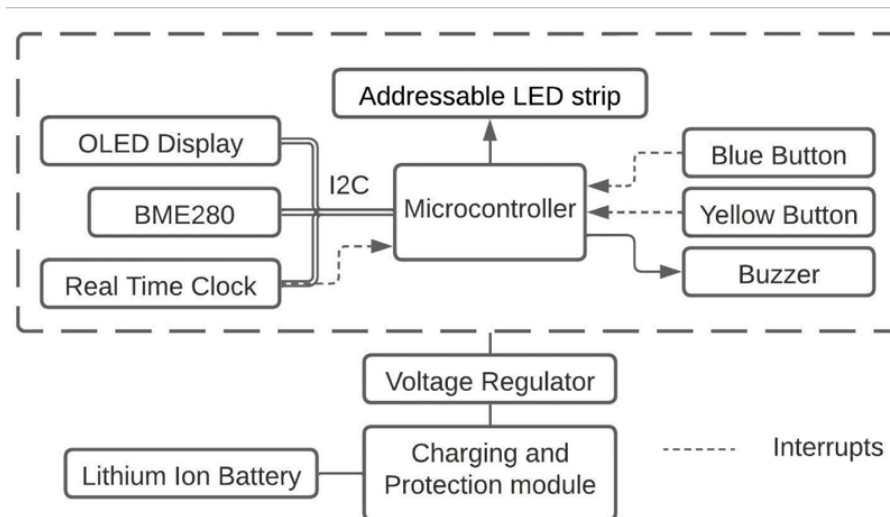 Addressable LED strip
OLED Display
I2C
Blue Button
BME280
Microcontroller
Yellow Button
Real Time Clock
Buzzer
Voltage Regulator
Charging and
Protection module
Lithium Ion Battery
Interrupts